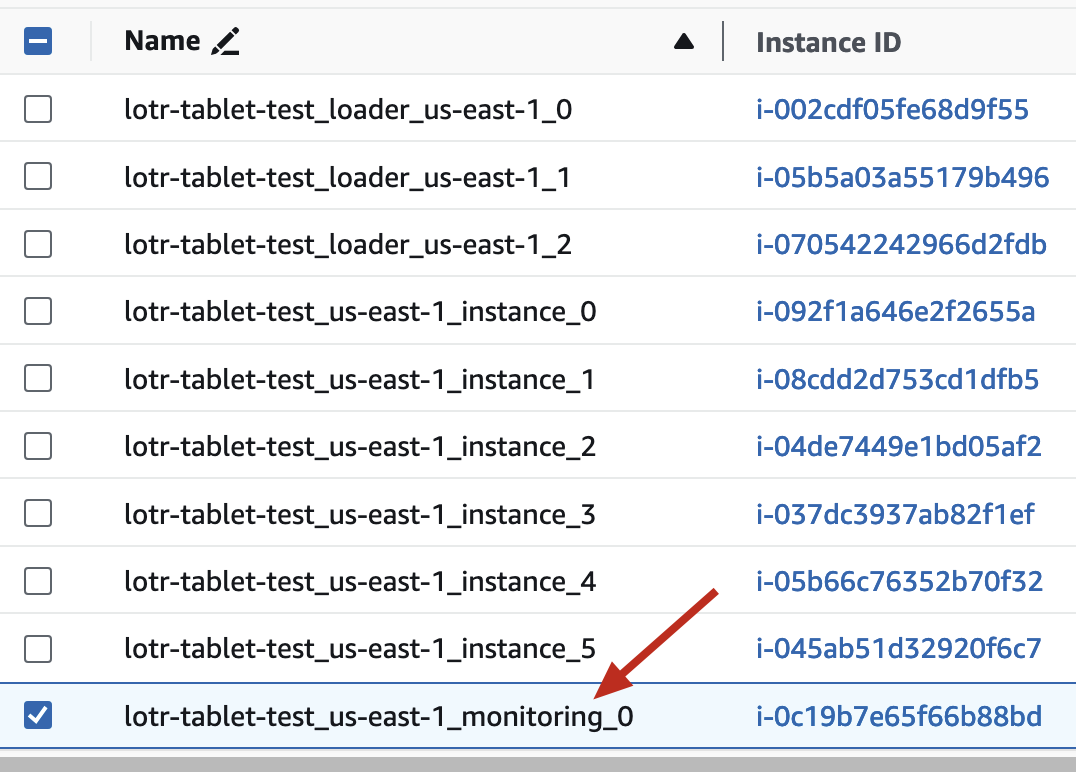 Name Instance ID
lotr-tablet-test_loader_us-east-1_0 i-002cdf05fe68d9f55
lotr-tablet-test_loader_us-east-1_1 i-05b5a03a55179b496
lotr-tablet-test_loader_us-east-1_2 i-070542242966d2fdb
lotr-tablet-test_us-east-1_instance_0 i-092f1a646e2f2655a
lotr-tablet-test_us-east-1_instance_1 i-08cdd2d753cd1dfb5
lotr-tablet-test_us-east-1_instance_2 i-04de7449e1bd05af2
lotr-tablet-test_us-east-1_instance_3 i-037dc3937ab82f1ef
lotr-tablet-test_us-east-1_instance_4 i-05b66c76352b70f32
lotr-tablet-test_us-east-1_instance_5 i-045ab51d32920f6c7
lotr-tablet-test_us-east-1_monitoring_0 i-0c19b7e65f66b88bd